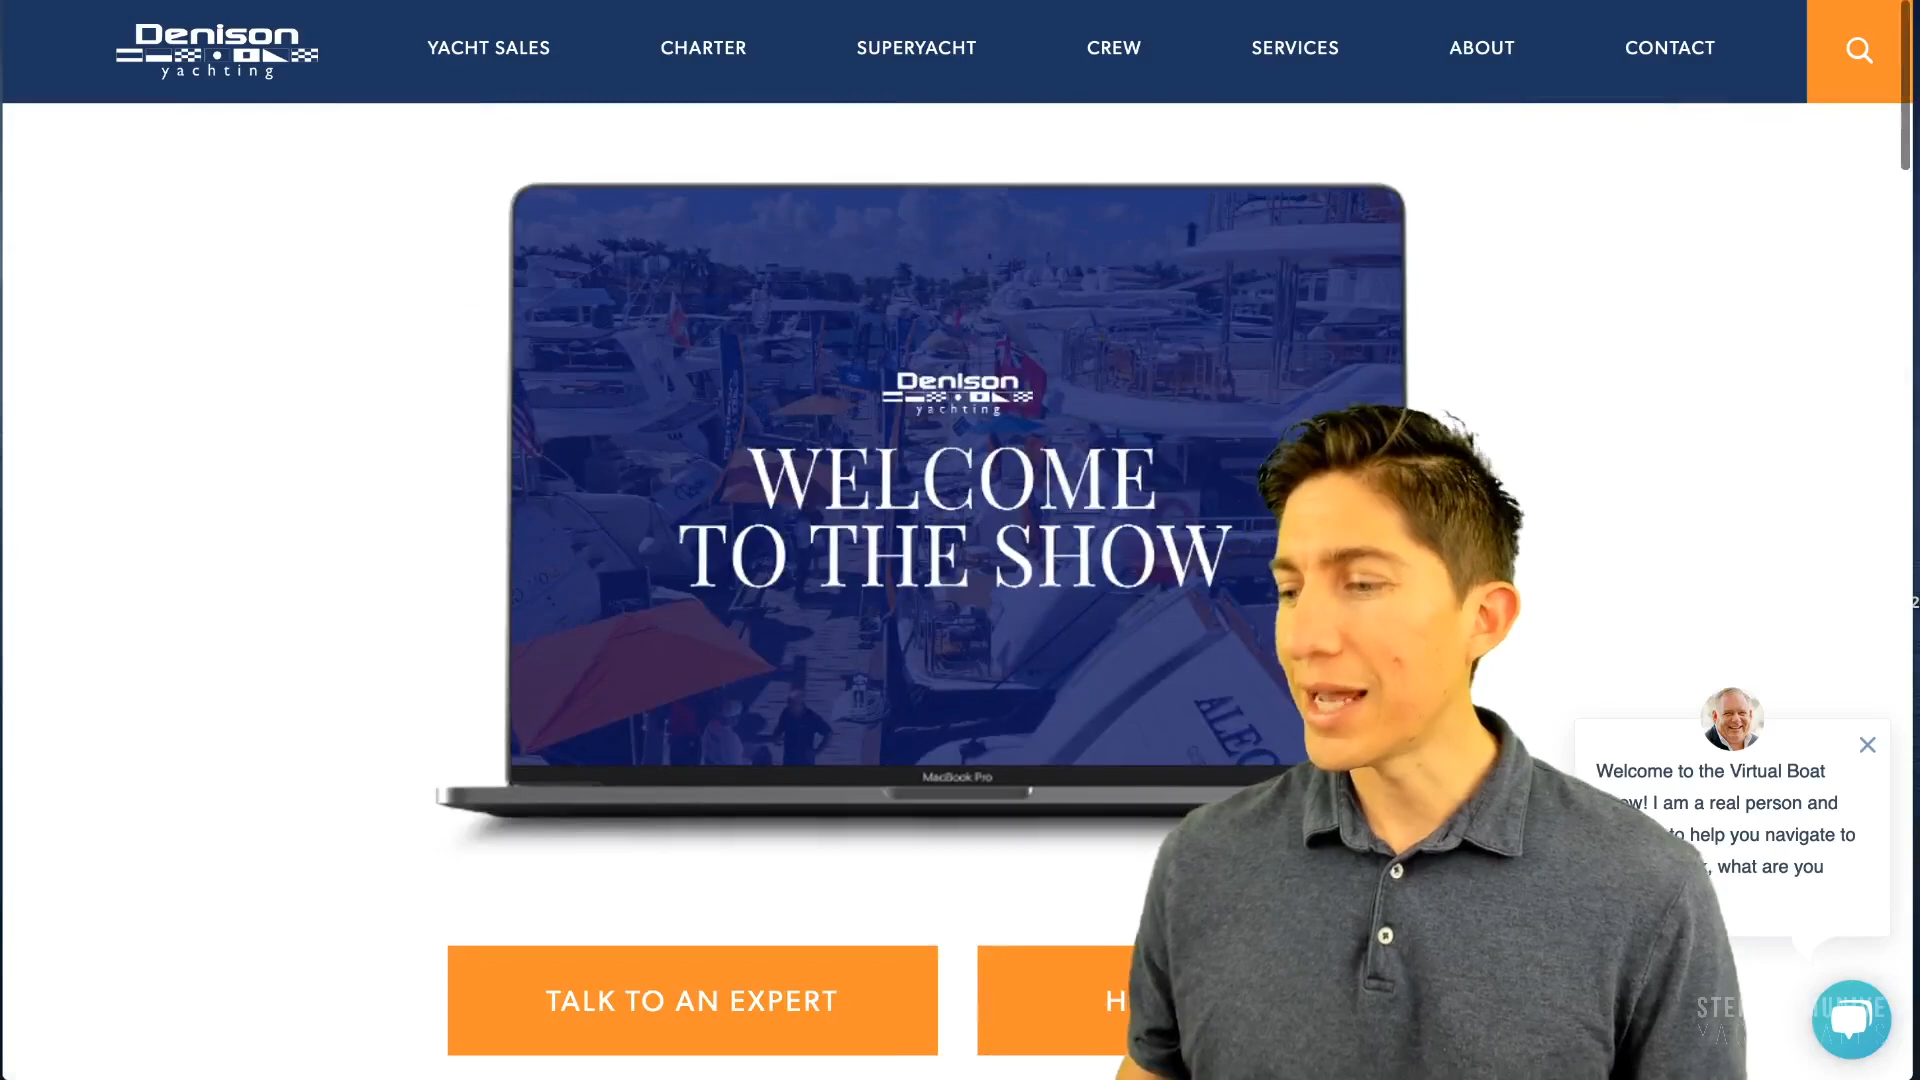 Denison
yachting
YACHT SALES
CHARTER
SUPERYACHT
CREW
SERVICES
ABOUT
CONTACT
Denison
yachting
WELCOME
TO THE SHOW
MacBook Pro
Welcome to the Virtual Boat
I am a real person and
to help you navigate to
what are you
TALK TO AN EXPERT